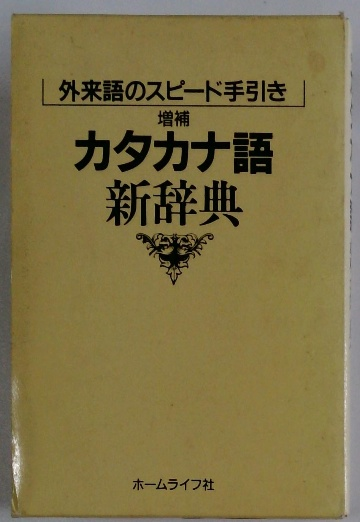 外来語のスピード手引き
増補
カタカナ語
新辞典
ホームライフ社